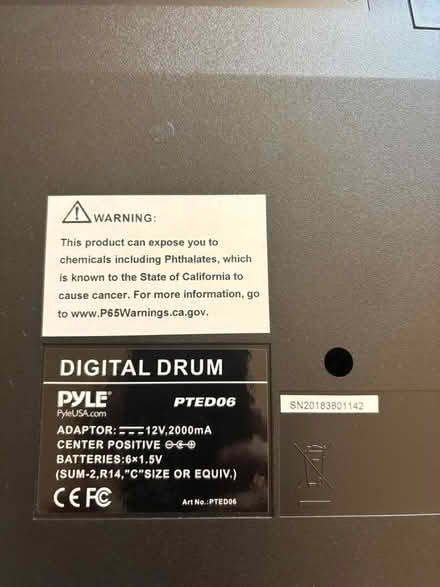 WARNING:
This product can expose you to
chemicals including Phthalates, which
is known to the State of California to
cause cancer. For more information, go
to www.P65Warnings.ca.gov.
DIGITAL DRUM
PYLE® PTED06
PyleUSA.com
ADAPTOR: 12V,2000mA
CENTER POSITIVE
BATTERIES:6×1.5V
(SUM-2,R14,"C"SIZE OR EQUIV.)
CE FC Art No.:PTED06
SN20183801142